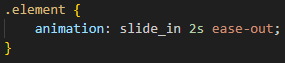 .element {
    animation: slide_in 2s ease-out;
}